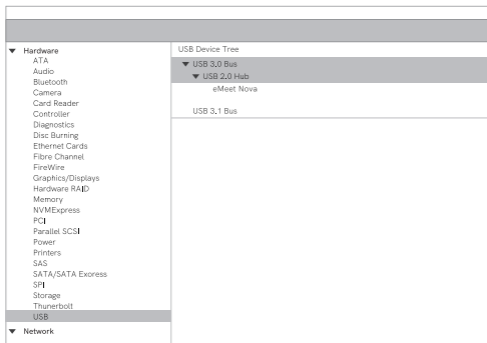 Hardware
ATA
Audio
Bluetooth
Camera
Card Reader
Controller
Diagnostics
Disc Burning
Ethernet Cards
Fibre Channel
FireWire
Graphics/Displays
Hardware RAID
Memory
NVMExpress
PCI
Parallel SCSI
Power
Printers
SAS
SATA/SATA Exoress
SPI
Storage
Thunerbolt
USB
Network
USB Device Tree
USB 3.0 Bus
USB 2.0 Hub
eMeet Nova
USB 3.1 Bus